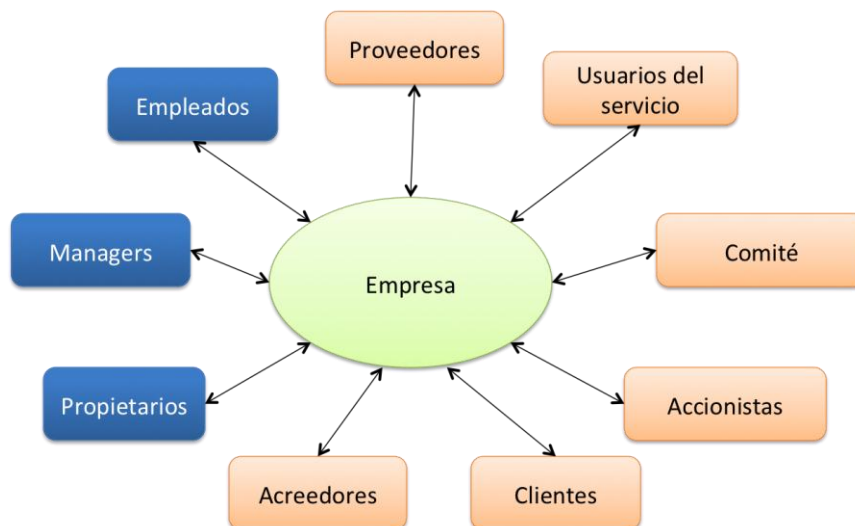 Proveedores
Usuarios del
servicio
Empleados
Managers
Comité
Empresa
Propietarios
Accionistas
Acreedores
Clientes